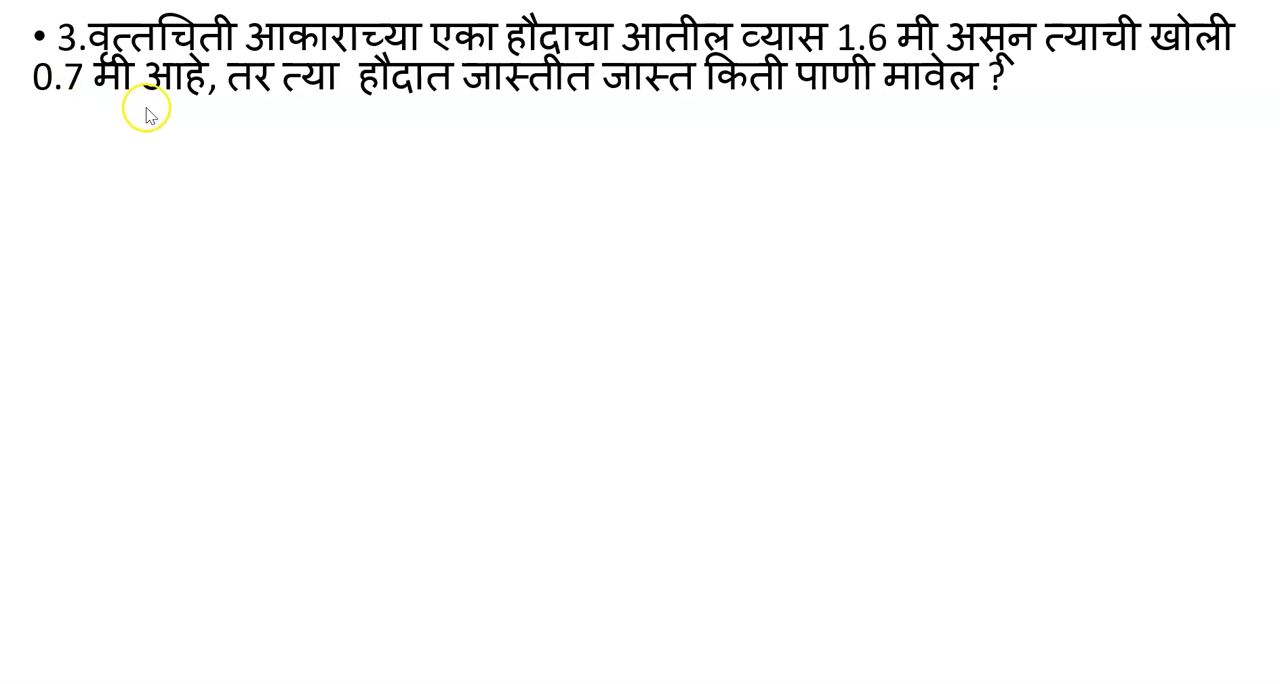 • 3.वृत्तचिती आकाराच्या एका हौदाचा आतील व्यास 1.6 मी असून त्याची खोली
0.7 मी आहे, तर त्या हौदात जास्तीत जास्त किती पाणी मावेल ?